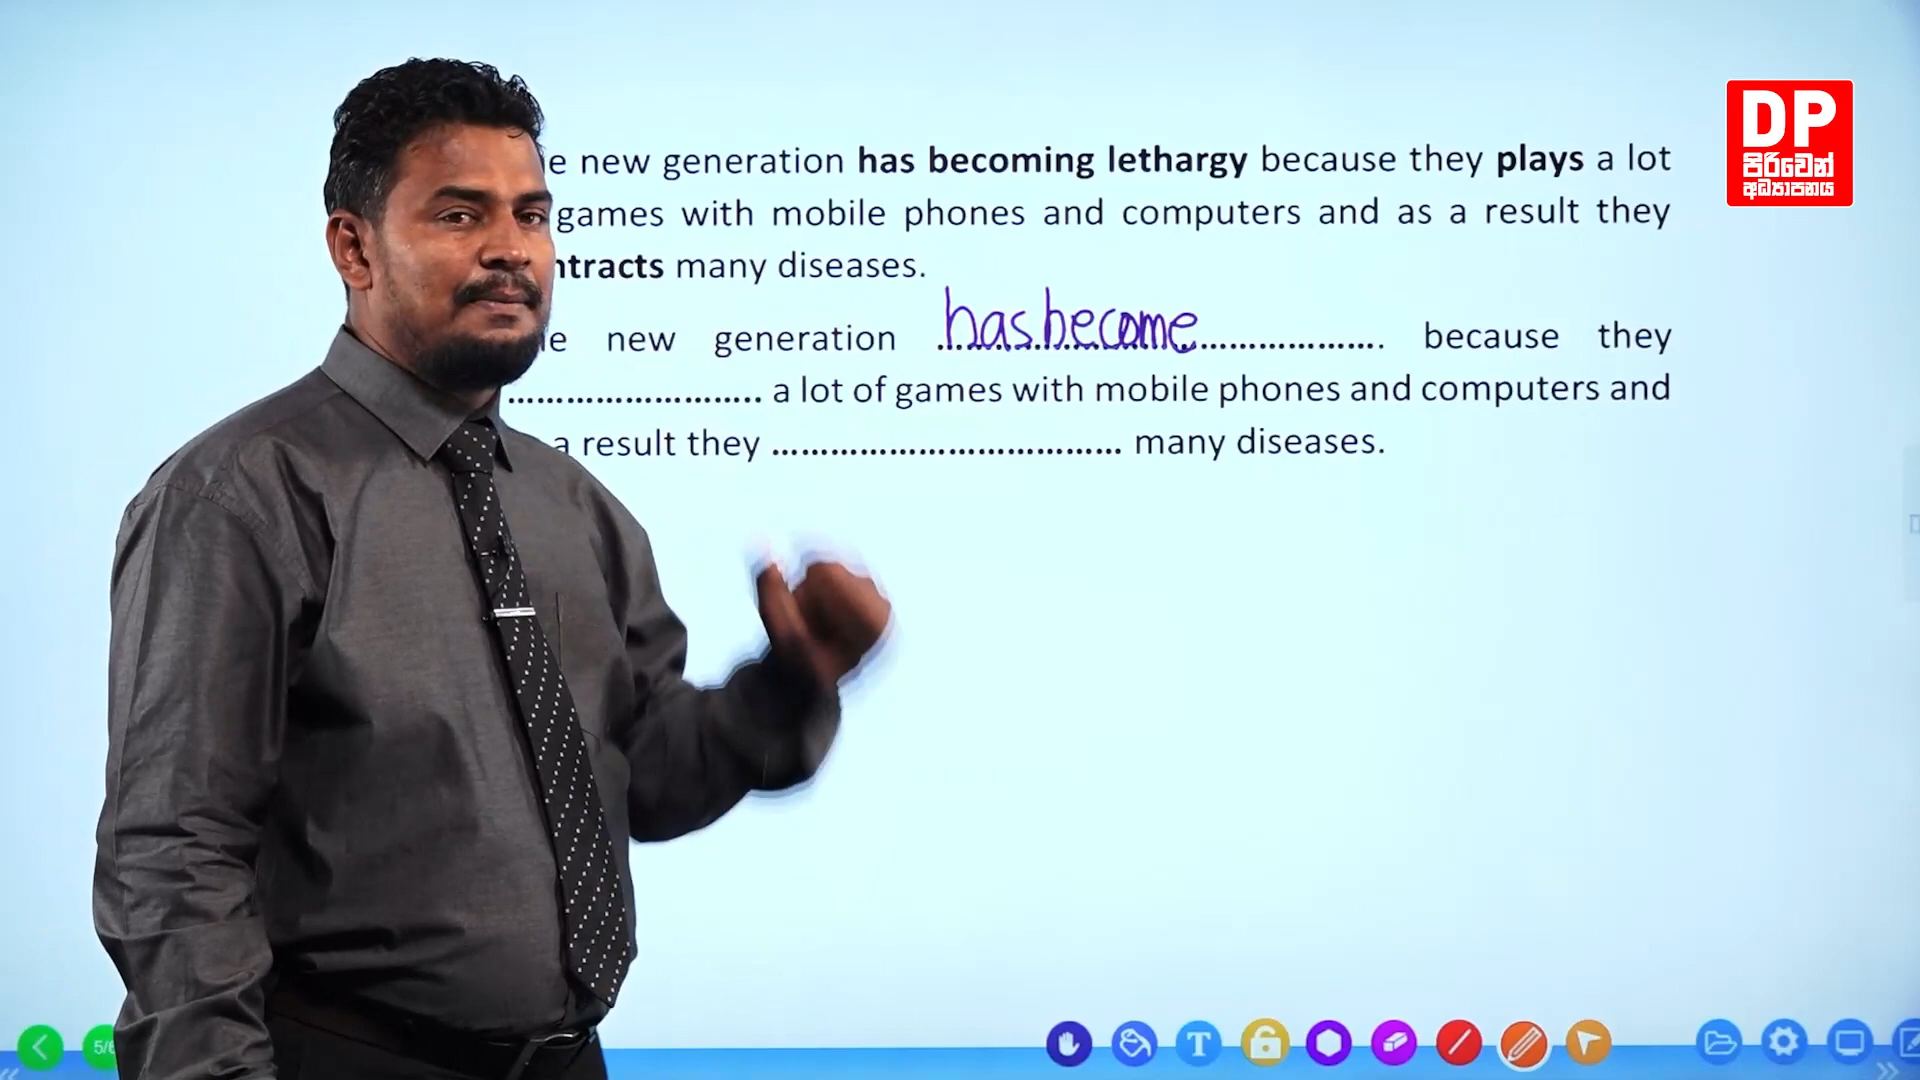 new generation has becoming lethargy because they plays a lot
games with mobile phones and computers and as a result they
many diseases.
new generation has become because they
a lot of games with mobile phones and computers and
a result they many diseases.
DP
පිරිවෙන්
අධ්‍යාපනය
T